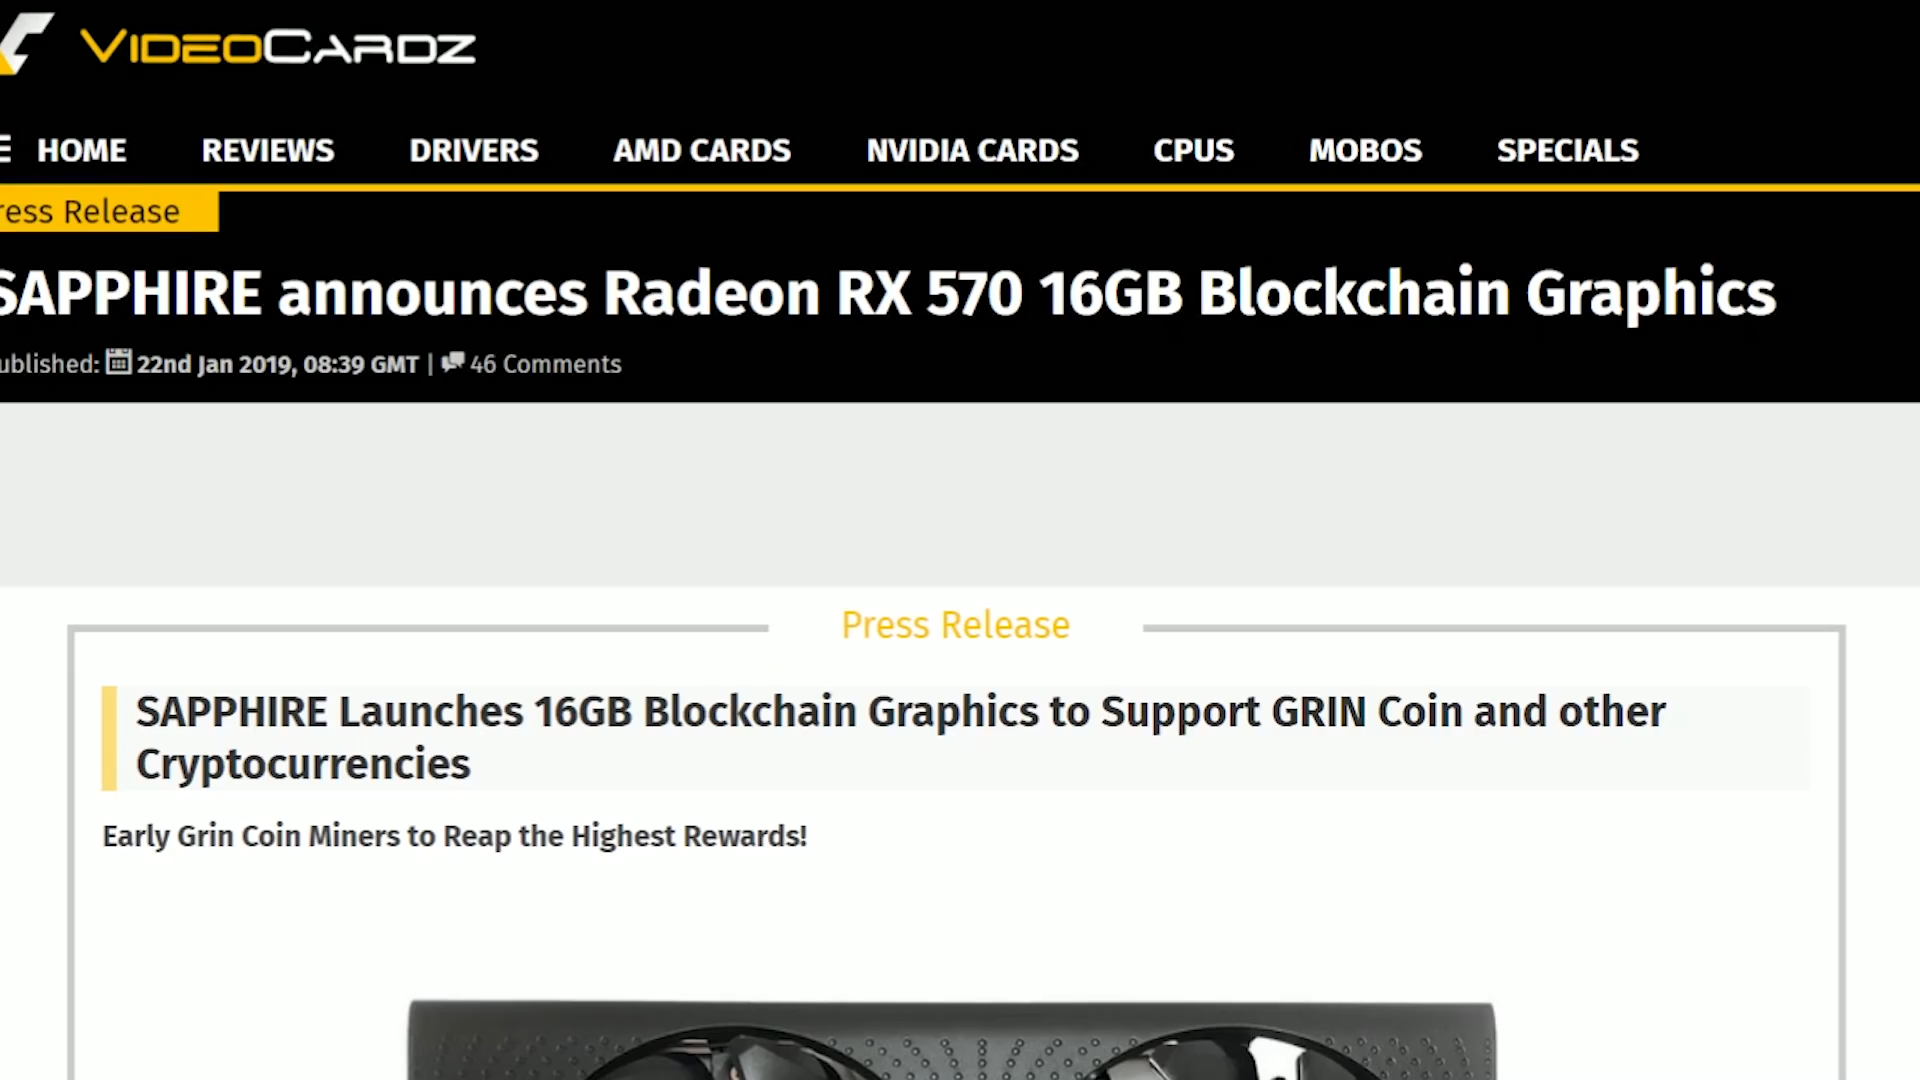 VIDEOCARDZ
HOME REVIEWS DRIVERS AMD CARDS NVIDIA CARDS CPUS MOBOS SPECIALS
ress Release
SAPPHIRE announces Radeon RX 570 16GB Blockchain Graphics
ublished: 22nd Jan 2019, 08:39 GMT | 46 Comments
Press Release
SAPPHIRE Launches 16GB Blockchain Graphics to Support GRIN Coin and other
Cryptocurrencies
Early Grin Coin Miners to Reap the Highest Rewards!